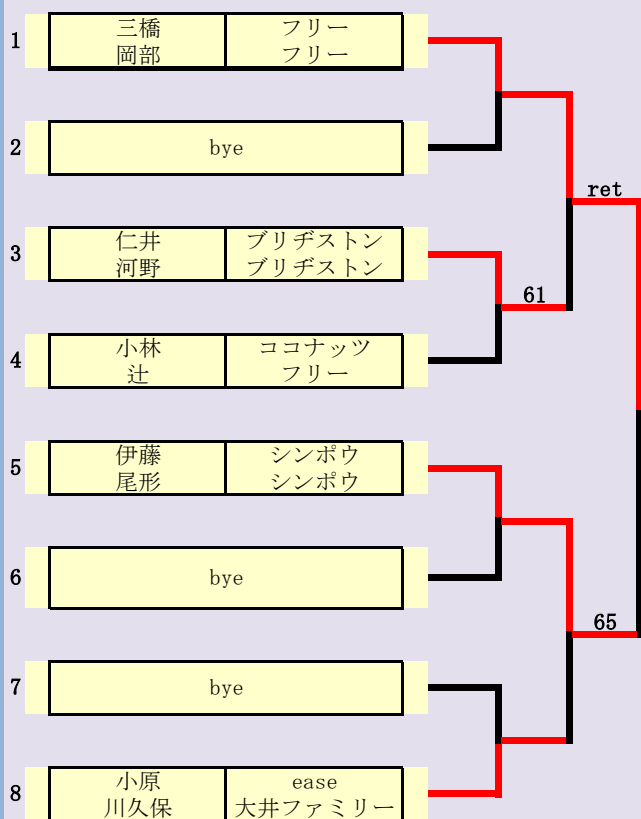 1
三橋 フリー
岡部 フリー
2
bye
ret
3
仁井 ブリヂストン
河野 ブリヂストン
61
4
小林 ココナッツ
辻 フリー
5
伊藤 シンポウ
尾形 シンポウ
6
bye
65
7
bye
8
小原 ease
川久保 大井ファミリー